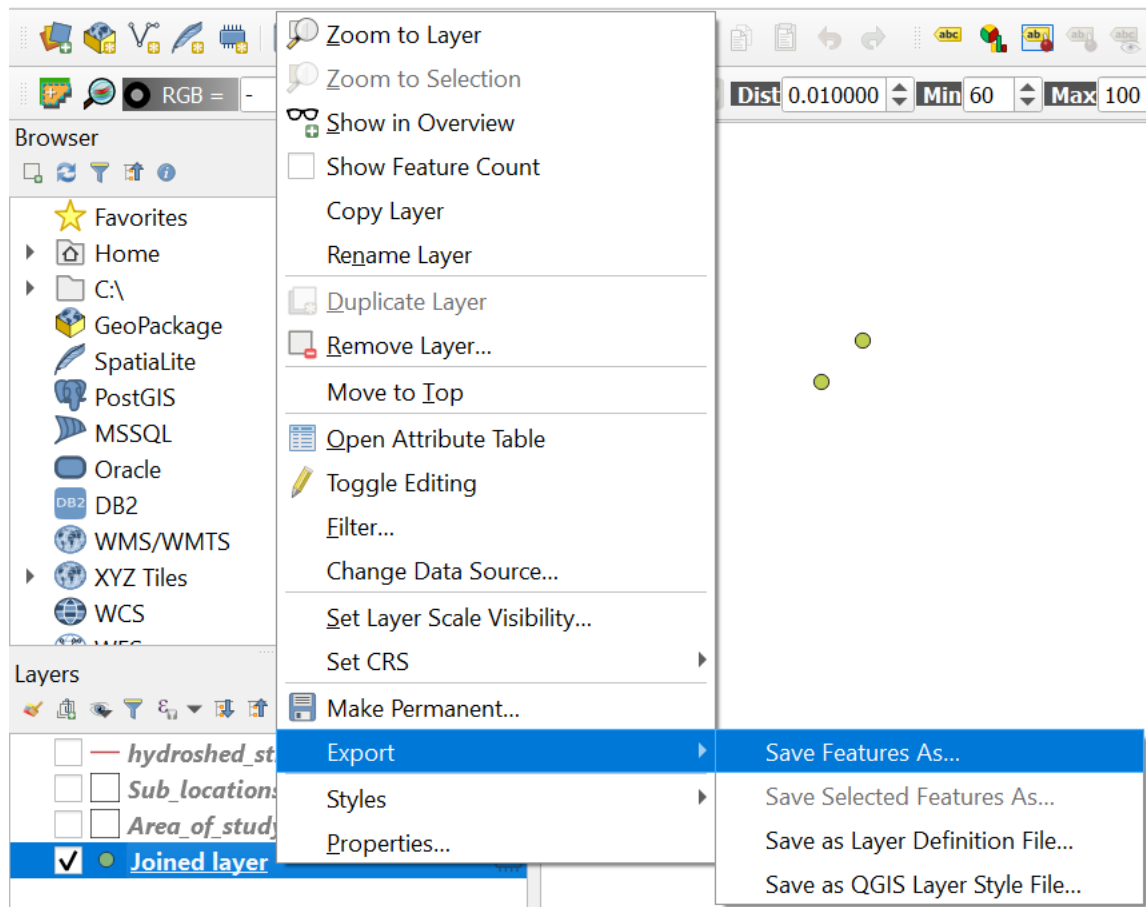 abc
ab
ab
abc
RGB =
-
Dist 0.010000
Min 60
Max 100
Browser
Favorites
Home
C:\
GeoPackage
SpatiaLite
PostGIS
MSSQL
Oracle
DB2 DB2
WMS/WMTS
XYZ Tiles
WCS
Layers
hydroshed_st
Sub_locations
Area_of_study
Joined layer
Zoom to Layer
Zoom to Selection
Show in Overview
Show Feature Count
Copy Layer
Rename Layer
Duplicate Layer
Remove Layer...
Move to Top
Open Attribute Table
Toggle Editing
Filter...
Change Data Source...
Set Layer Scale Visibility...
Set CRS
Make Permanent...
Export
Styles
Properties...
Save Features As...
Save Selected Features As...
Save as Layer Definition File...
Save as QGIS Layer Style File...